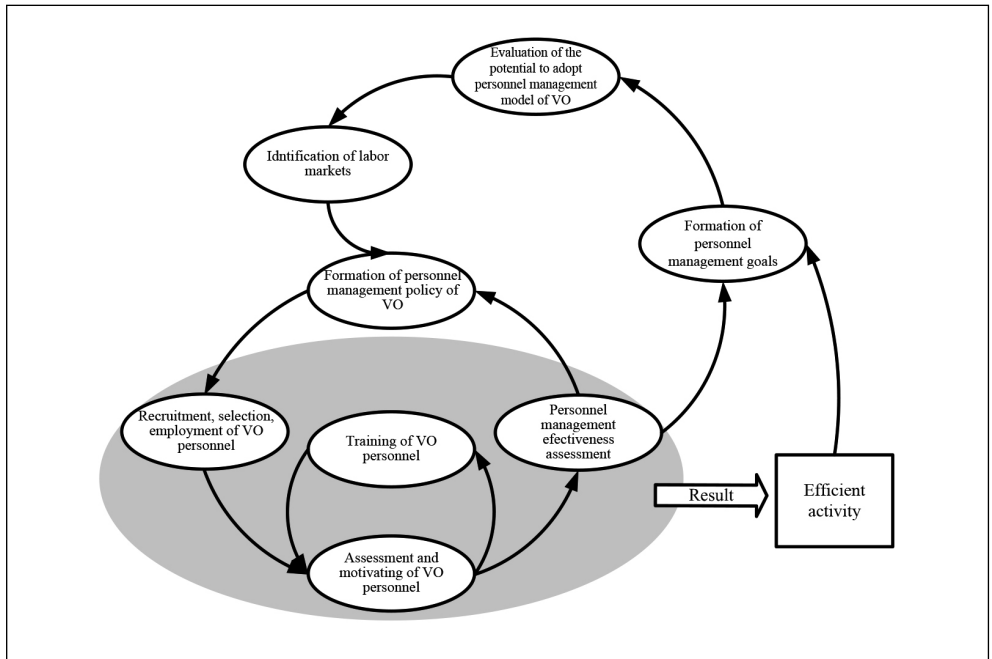 Evaluation of the
potential to adopt
personnel management
model of VO
Idntification of labor
markets
Formation of
personnel
management goals
Formation of personnel
management policy of
VO
Recruitment, selection,
employment of VO
personnel
Training of VO
personnel
Personnel
management
efectiveness
assessment
Assessment and
motivating of VO
personnel
Result
Efficient
activity